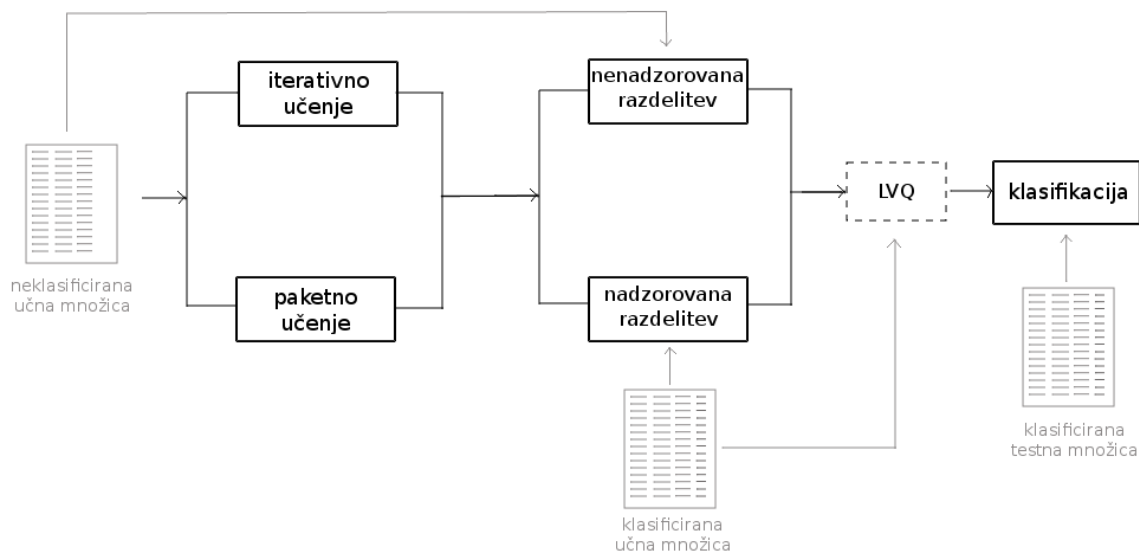 iterativno
učenje
nenadzorovana
razdelitev
LVQ
klasifikacija
neklasificirana
učna množica
paketno
učenje
nadzorovana
razdelitev
klasificirana
testna množica
klasificirana
učna množica